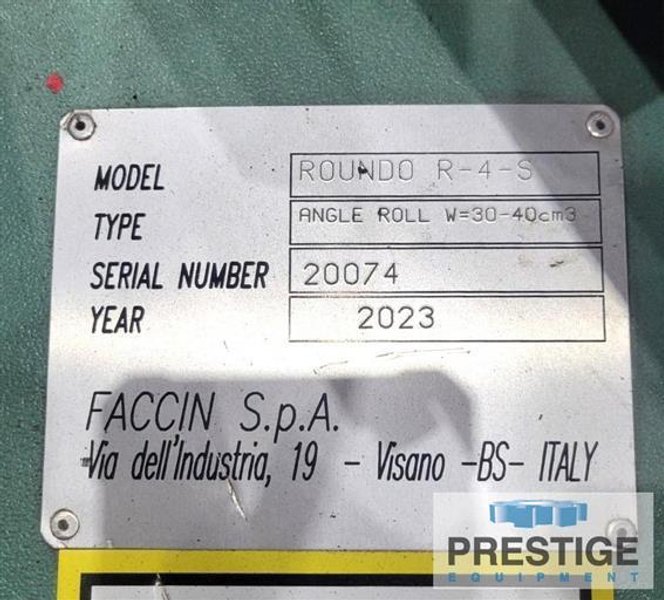 MODEL ROUNDO R-4-S
TYPE ANGLE ROLL W=30-40cm3
SERIAL NUMBER 20074
YEAR 2023
FACCIN S.p.A.
Via dell'Industria, 19 - Visano -BS- ITALY
PRESTIGE
EQUIPMENT